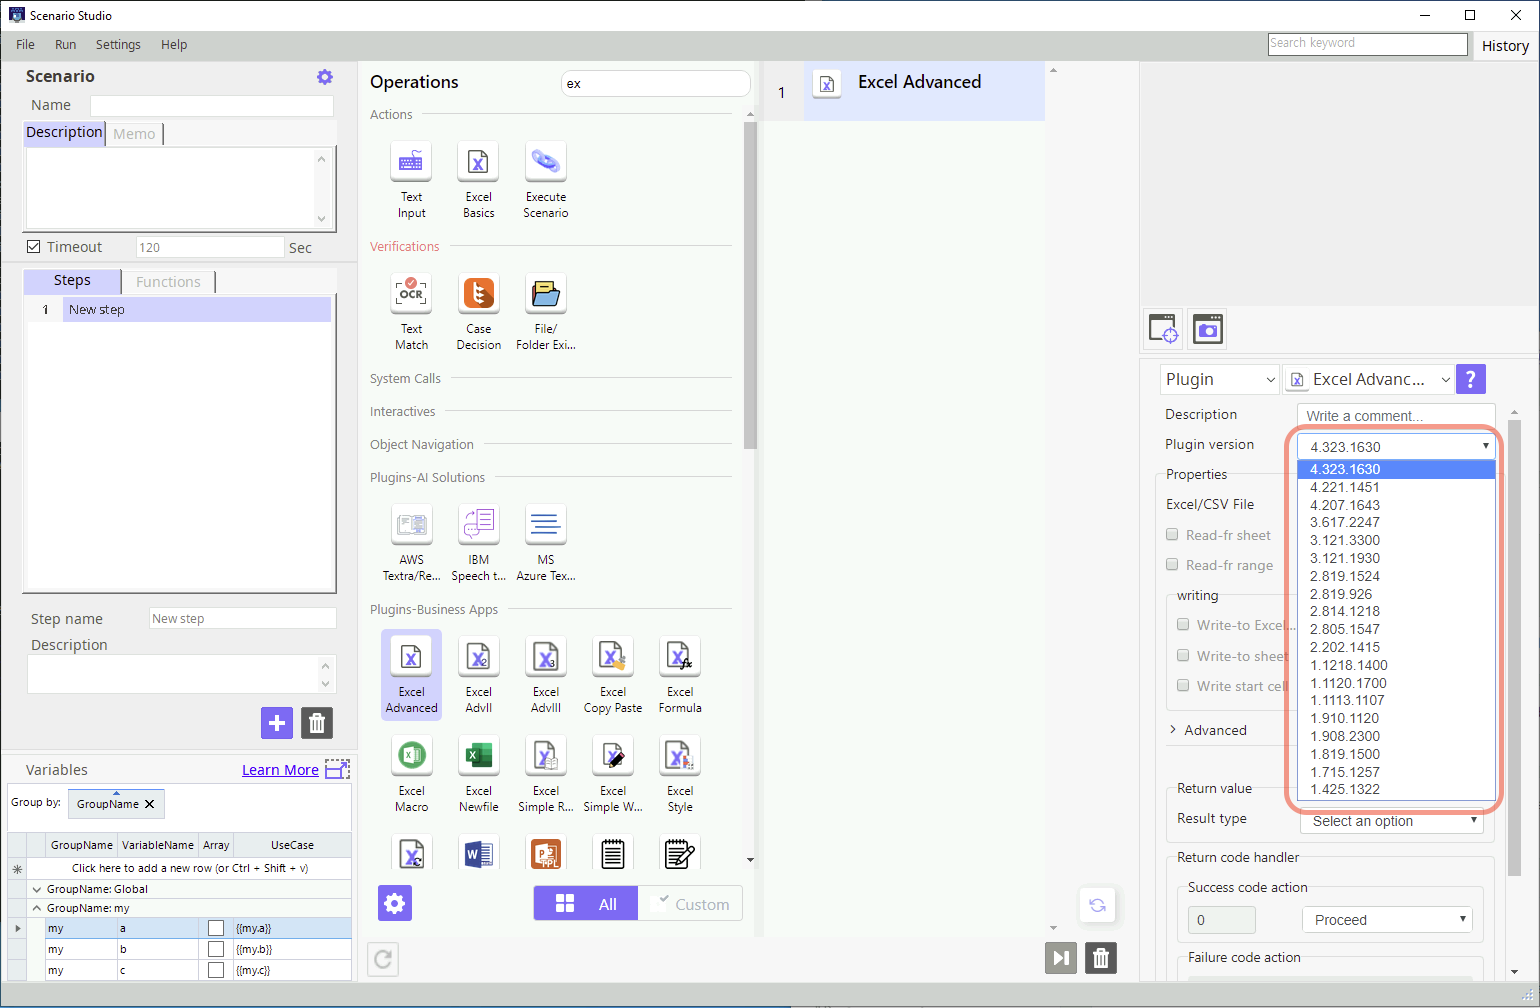 Scenario Studio
File Run Settings Help
Search keyword
History
Scenario
Name
Description Memo
Timeout 120 Sec
Steps Functions
1 New step
Step name New step
Description
Variables Learn More
Group by: GroupName
GroupName VariableName Array UseCase
Click here to add a new row (or Ctrl + Shift + v)
GroupName: Global
GroupName: my
my a {{my.a}}
my b {{my.b}}
my c {{my.c}}
Operations ex
Actions
Text Input
Excel Basics
Execute Scenario
Verifications
OCR
Text Match
Case Decision
File/ Folder Exi...
System Calls
Interactives
Object Navigation
Plugins-AI Solutions
AWS Textra/Re...
IBM Speech t...
MS Azure Tex...
Plugins-Business Apps
Excel Advanced
Excel AdvII
Excel AdvIII
Excel Copy Paste
Excel Formula
Excel Macro
Excel Newfile
Excel Simple R...
Excel Simple W...
Excel Style
All Custom
1 Excel Advanced
Plugin Excel Advanc... ?
Description Write a comment...
Plugin version 4.323.1630
4.323.1630
4.221.1451
4.207.1643
3.617.2247
3.121.3300
3.121.1930
2.819.1524
2.819.926
2.814.1218
2.805.1547
2.202.1415
1.1218.1400
1.1120.1700
1.1113.1107
1.910.1120
1.908.2300
1.819.1500
1.715.1257
1.425.1322
Properties
Excel/CSV File
Read-fr sheet
Read-fr range
writing
Write-to Excel...
Write-to sheet
Write start cell
Advanced
Return value
Result type Select an option
Return code handler
Success code action
0 Proceed
Failure code action